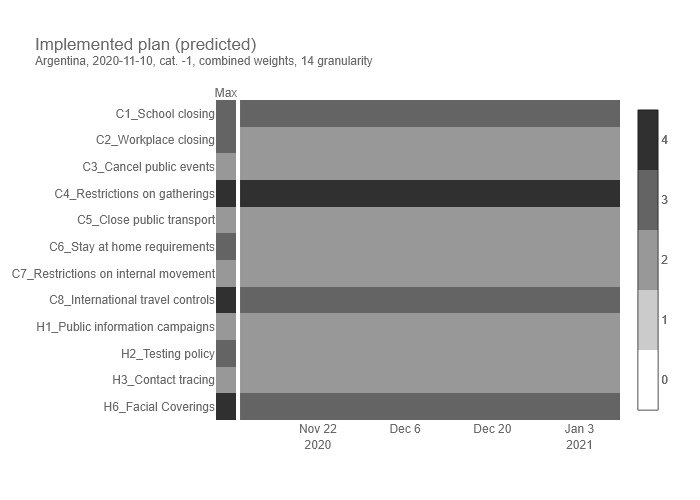 Implemented plan (predicted)
Argentina, 2020-11-10, cat. -1, combined weights, 14 granularity
Max
C1_School closing
C2_Workplace closing
C3_Cancel public events
C4_Restrictions on gatherings
C5_Close public transport
C6_Stay at home requirements
C7_Restrictions on internal movement
C8_International travel controls
H1_Public information campaigns
H2_Testing policy
H3_Contact tracing
H6_Facial Coverings
4
3
2
1
0
Nov 22 Dec 6 Dec 20 Jan 3
2020 2021